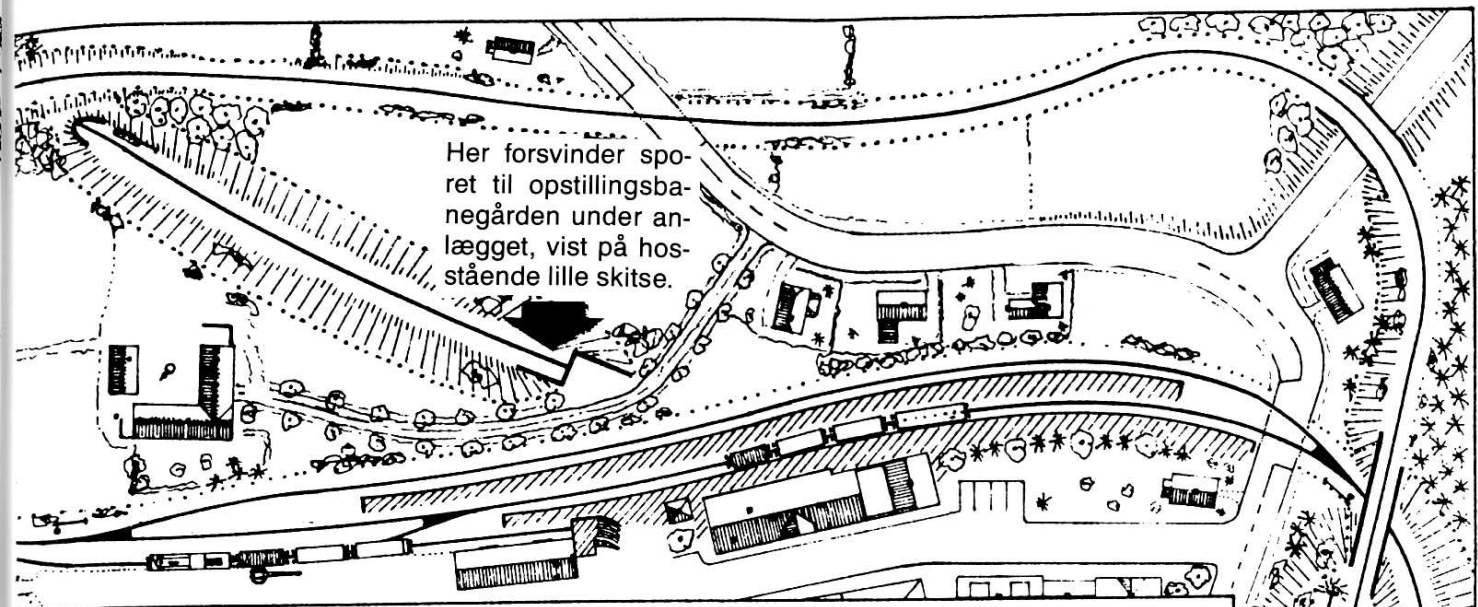 Her forsvinder spo-
ret til opstillingsba-
negården under an-
lægget, vist på hos-
stående lille skitse.